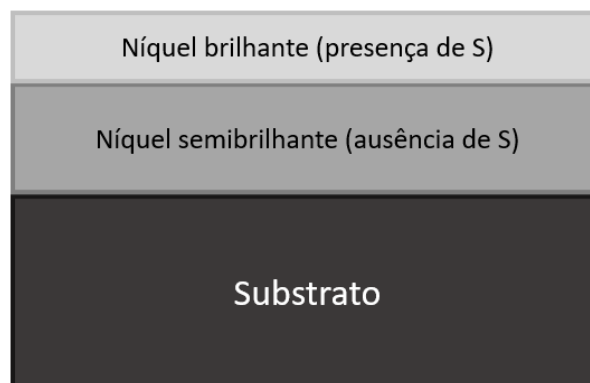 Níquel brilhante (presença de S)
Níquel semibrilhante (ausência de S)
Substrato